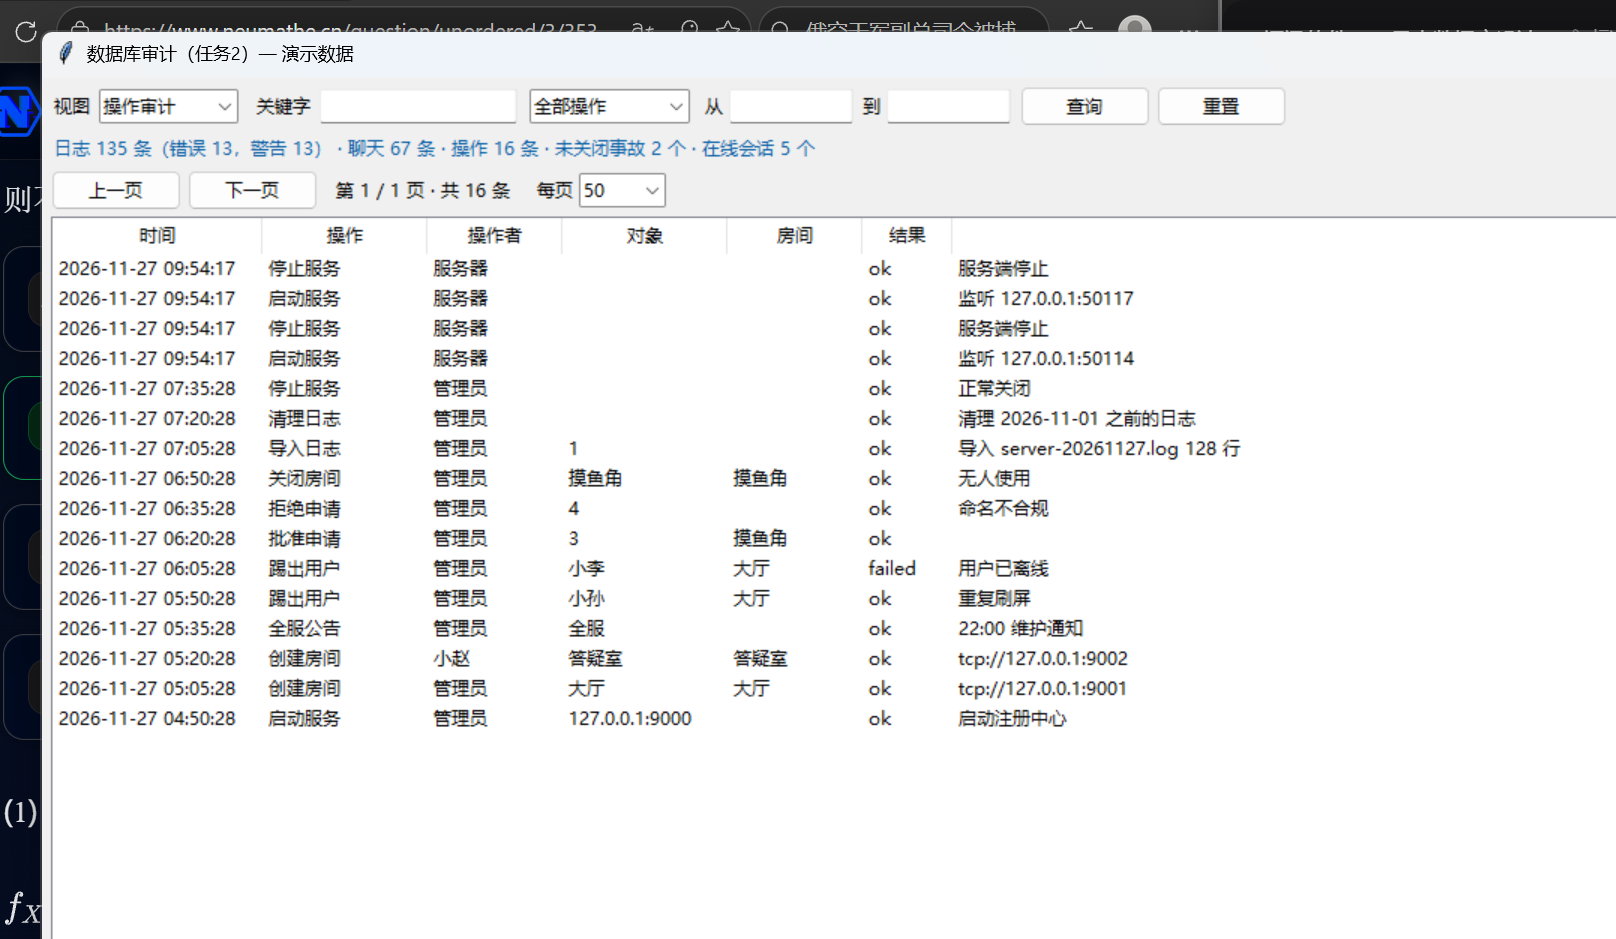 数据库审计（任务2）— 演示数据
视图 操作审计 关键字 全部操作 从 到 查询 重置
日志 135 条（错误 13，警告 13） · 聊天 67 条 · 操作 16 条 · 未关闭事故 2 个 · 在线会话 5 个
上一页 下一页 第 1 / 1 页 · 共 16 条 每页 50
时间 操作 操作者 对象 房间 结果
2026-11-27 09:54:17 停止服务 服务器 ok 服务端停止
2026-11-27 09:54:17 启动服务 服务器 ok 监听 127.0.0.1:50117
2026-11-27 09:54:17 停止服务 服务器 ok 服务端停止
2026-11-27 09:54:17 启动服务 服务器 ok 监听 127.0.0.1:50114
2026-11-27 07:35:28 停止服务 管理员 ok 正常关闭
2026-11-27 07:20:28 清理日志 管理员 ok 清理 2026-11-01 之前的日志
2026-11-27 07:05:28 导入日志 管理员 1 ok 导入 server-20261127.log 128 行
2026-11-27 06:50:28 关闭房间 管理员 摸鱼角 摸鱼角 ok 无人使用
2026-11-27 06:35:28 拒绝申请 管理员 4 ok 命名不合规
2026-11-27 06:20:28 批准申请 管理员 3 摸鱼角 ok
2026-11-27 06:05:28 踢出用户 管理员 小李 大厅 failed 用户已离线
2026-11-27 05:50:28 踢出用户 管理员 小孙 大厅 ok 重复刷屏
2026-11-27 05:35:28 全服公告 管理员 全服 ok 22:00 维护通知
2026-11-27 05:20:28 创建房间 小赵 答疑室 答疑室 ok tcp://127.0.0.1:9002
2026-11-27 05:05:28 创建房间 管理员 大厅 大厅 ok tcp://127.0.0.1:9001
2026-11-27 04:50:28 启动服务 管理员 127.0.0.1:9000 ok 启动注册中心
则
(1)
fX